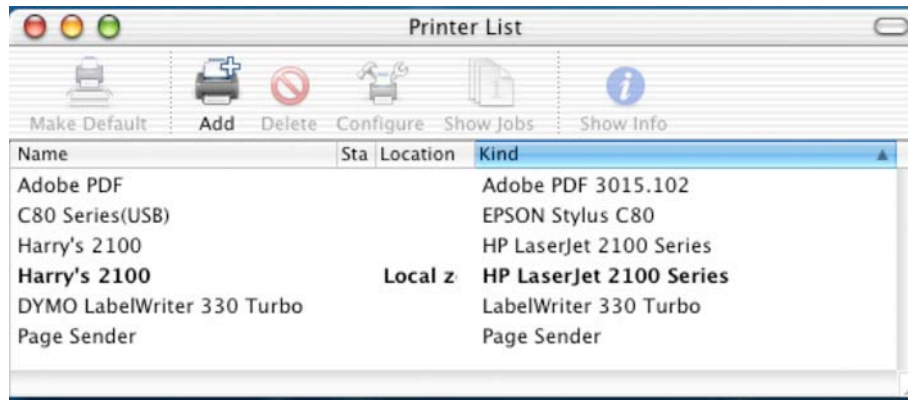 Printer List
Make Default Add Delete Configure Show Jobs Show Info
Name Sta Location Kind
Adobe PDF Adobe PDF 3015.102
C80 Series(USB) EPSON Stylus C80
Harry's 2100 HP LaserJet 2100 Series
Harry's 2100 Local z HP LaserJet 2100 Series
DYMO LabelWriter 330 Turbo LabelWriter 330 Turbo
Page Sender Page Sender